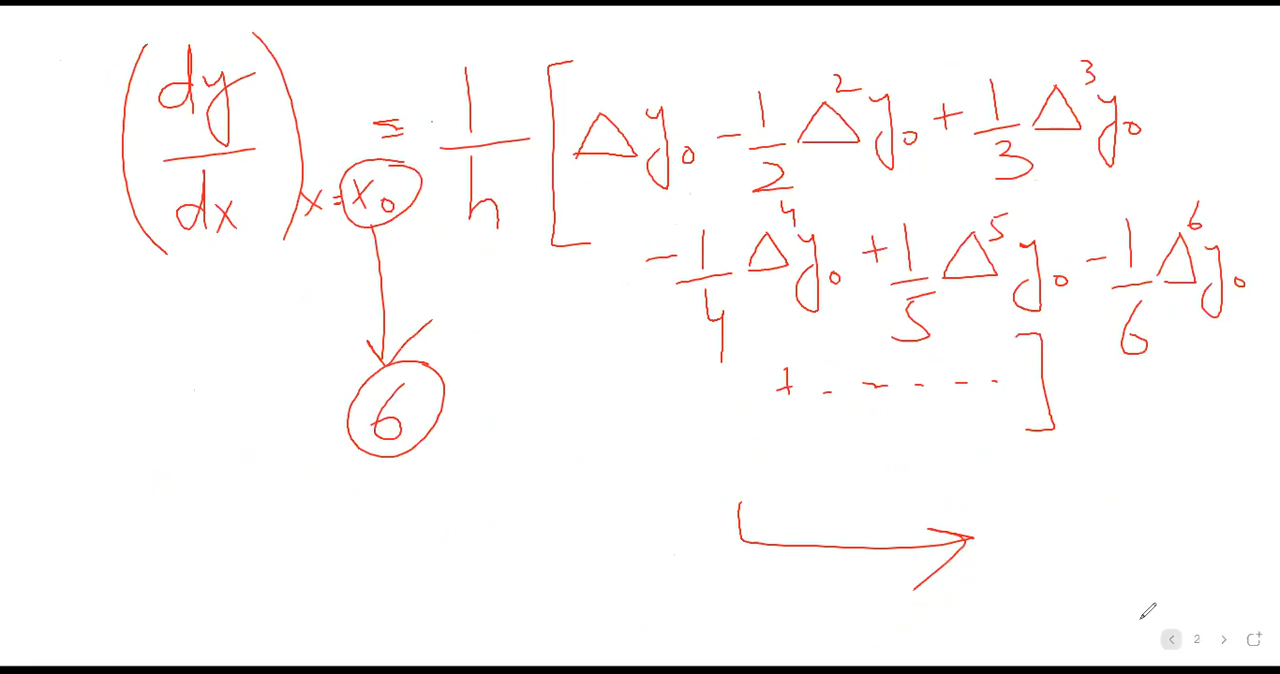 (dy/dx)x=x₀ = 1/h [Δy₀ - 1/2 Δ²y₀ + 1/3 Δ³y₀
- 1/4 Δ⁴y₀ + 1/5 Δ⁵y₀ - 1/6 Δ⁶y₀
+ - - - - - ]
6
2